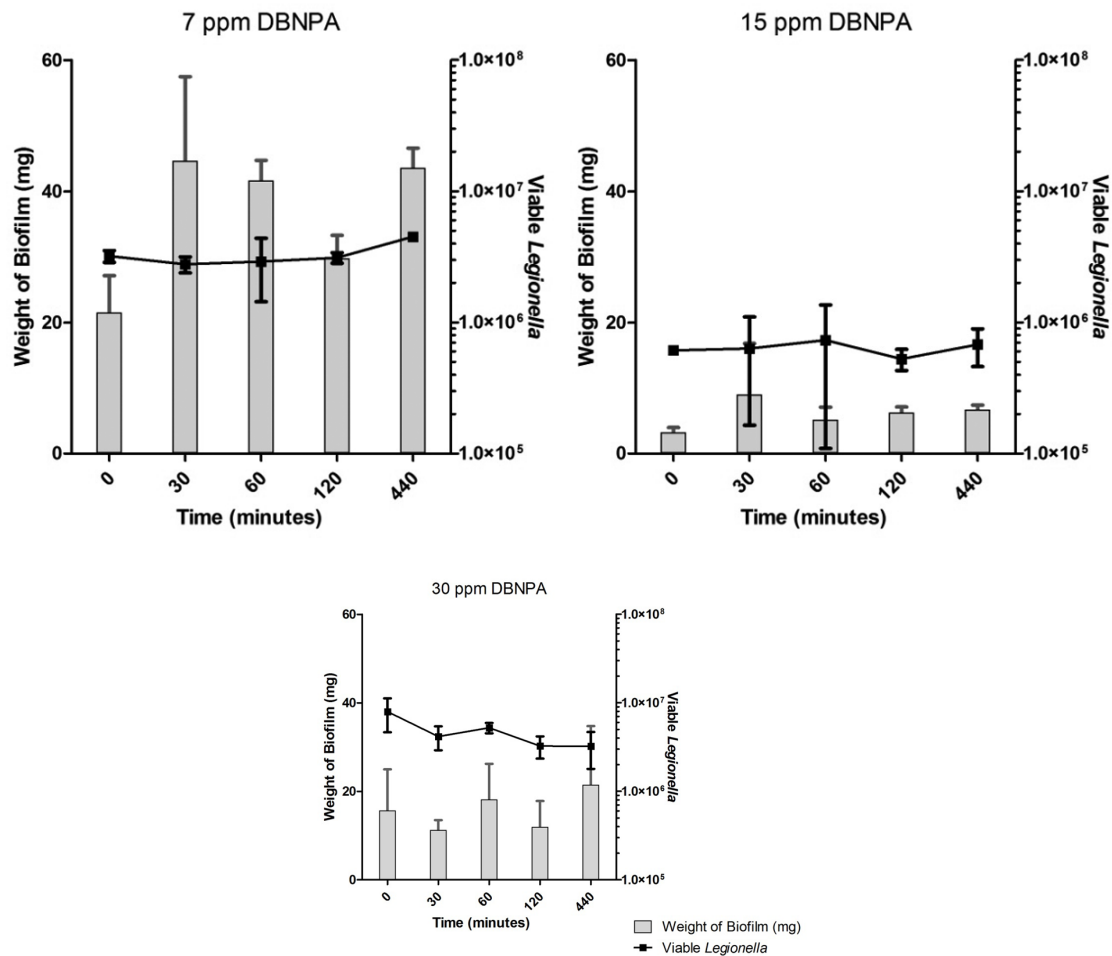 7 ppm DBNPA
60
40
20
0
Weight of Biofilm (mg)
1.0×10⁸
1.0×10⁷
1.0×10⁶
1.0×10⁵
Viable Legionella
0
30
60
120
440
Time (minutes)
15 ppm DBNPA
60
40
20
0
Weight of Biofilm (mg)
1.0×10⁸
1.0×10⁷
1.0×10⁶
1.0×10⁵
Viable Legionella
0
30
60
120
440
Time (minutes)
30 ppm DBNPA
60
40
20
0
Weight of Biofilm (mg)
1.0×10⁸
1.0×10⁷
1.0×10⁶
1.0×10⁵
Viable Legionella
0
30
60
120
440
Time (minutes)
Weight of Biofilm (mg)
Viable Legionella